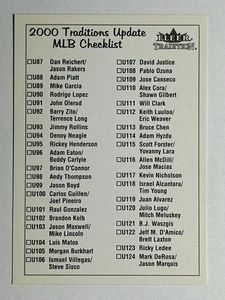 2000 Traditions Update
MLB Checklist
FLEER
TRADITION
U87 Dan Reichert/
Jason Rakers
U88 Adam Piatt
U89 Mike Garcia
U90 Rodrigo Lopez
U91 John Olerud
U92 Barry Zito/
Terrence Long
U93 Jimmy Rollins
U94 Denny Neagle
U95 Rickey Henderson
U96 Adam Eaton/
Buddy Carlyle
U97 Brian O'Connor
U98 Andy Thompson
U99 Jason Boyd
U100 Carlos Guillen/
Joel Pineiro
U101 Raul Gonzalez
U102 Brandon Kolb
U103 Jason Maxwell/
Mike Lincoln
U104 Luis Matos
U105 Morgan Burkhart
U106 Ismael Villegas/
Steve Sisco
U107 David Justice
U108 Pablo Ozuna
U109 Jose Canseco
U110 Alex Cora/
Shawn Gilbert
U111 Will Clark
U112 Keith Luuloa/
Eric Weaver
U113 Bruce Chen
U114 Adam Hyzdu
U115 Scott Forster/
Yovanny Lara
U116 Allen McDill/
Jose Macias
U117 Kevin Nicholson
U118 Israel Alcantara/
Tim Young
U119 Juan Alvarez
U120 Julio Lugo/
Mitch Meluskey
U121 B.J. Waszgis
U122 Jeff M. D'Amico/
Brett Laxton
U123 Ricky Ledee
U124 Mark DeRosa/
Jason Marquis